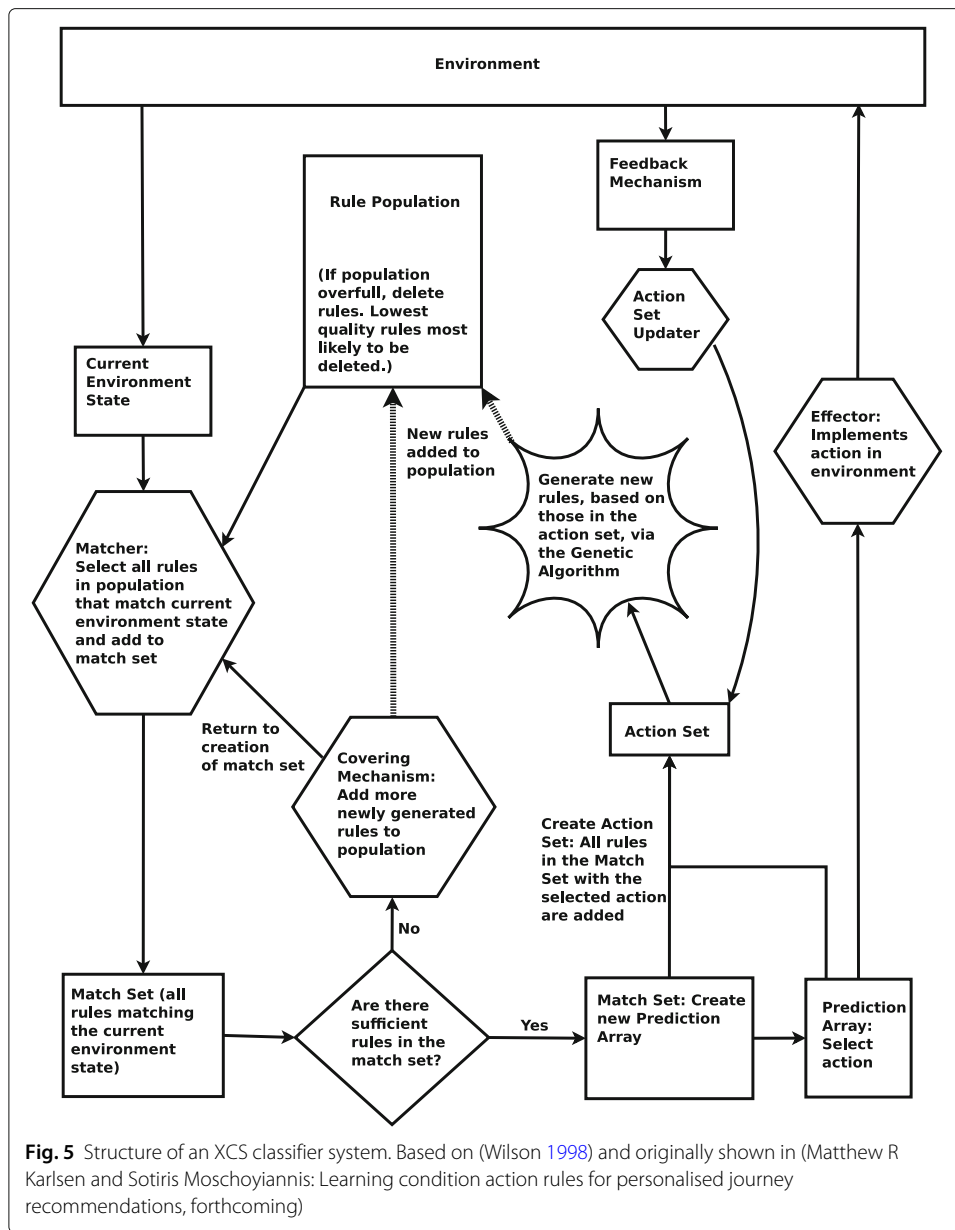 Environment
Feedback
Mechanism
Rule Population
(If population
overfull, delete
rules. Lowest
quality rules most
likely to be
deleted.)
Action
Set
Updater
Current
Environment
State
Effector:
Implements
action in
environment
New rules
added to
population
Generate new
rules, based on
those in the
action set, via
the Genetic
Algorithm
Matcher:
Select all rules
in population
that match current
environment state
and add to
match set
Return to
creation
of match set
Covering
Mechanism:
Add more
newly generated
rules to
population
Action Set
Create Action
Set: All rules
in the Match
Set with the
selected action
are added
No
Match Set (all
rules matching
the current
environment
state)
Are there
sufficient
rules in the
match set?
Yes
Match Set: Create
new Prediction
Array
Prediction
Array:
Select
action
Fig. 5 Structure of an XCS classifier system. Based on (Wilson 1998) and originally shown in (Matthew R
Karlsen and Sotiris Moschoyiannis: Learning condition action rules for personalised journey
recommendations, forthcoming)